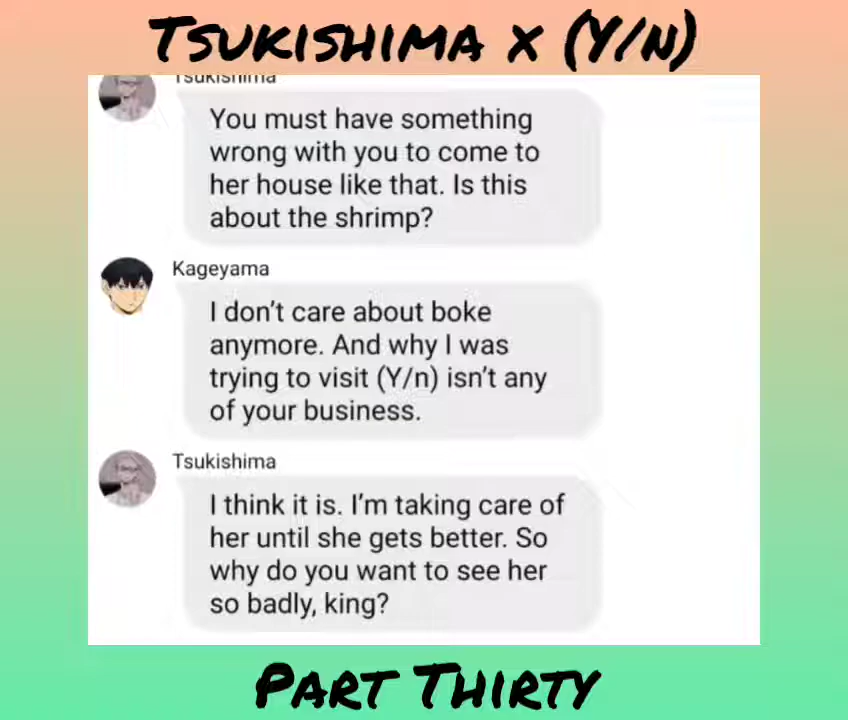 TSUKISHIMA X (Y/N)
Tsukishima
You must have something
wrong with you to come to
her house like that. Is this
about the shrimp?
Kageyama
I don't care about boke
anymore. And why I was
trying to visit (Y/n) isn't any
of your business.
Tsukishima
I think it is. I'm taking care of
her until she gets better. So
why do you want to see her
so badly, king?
PART THIRTY